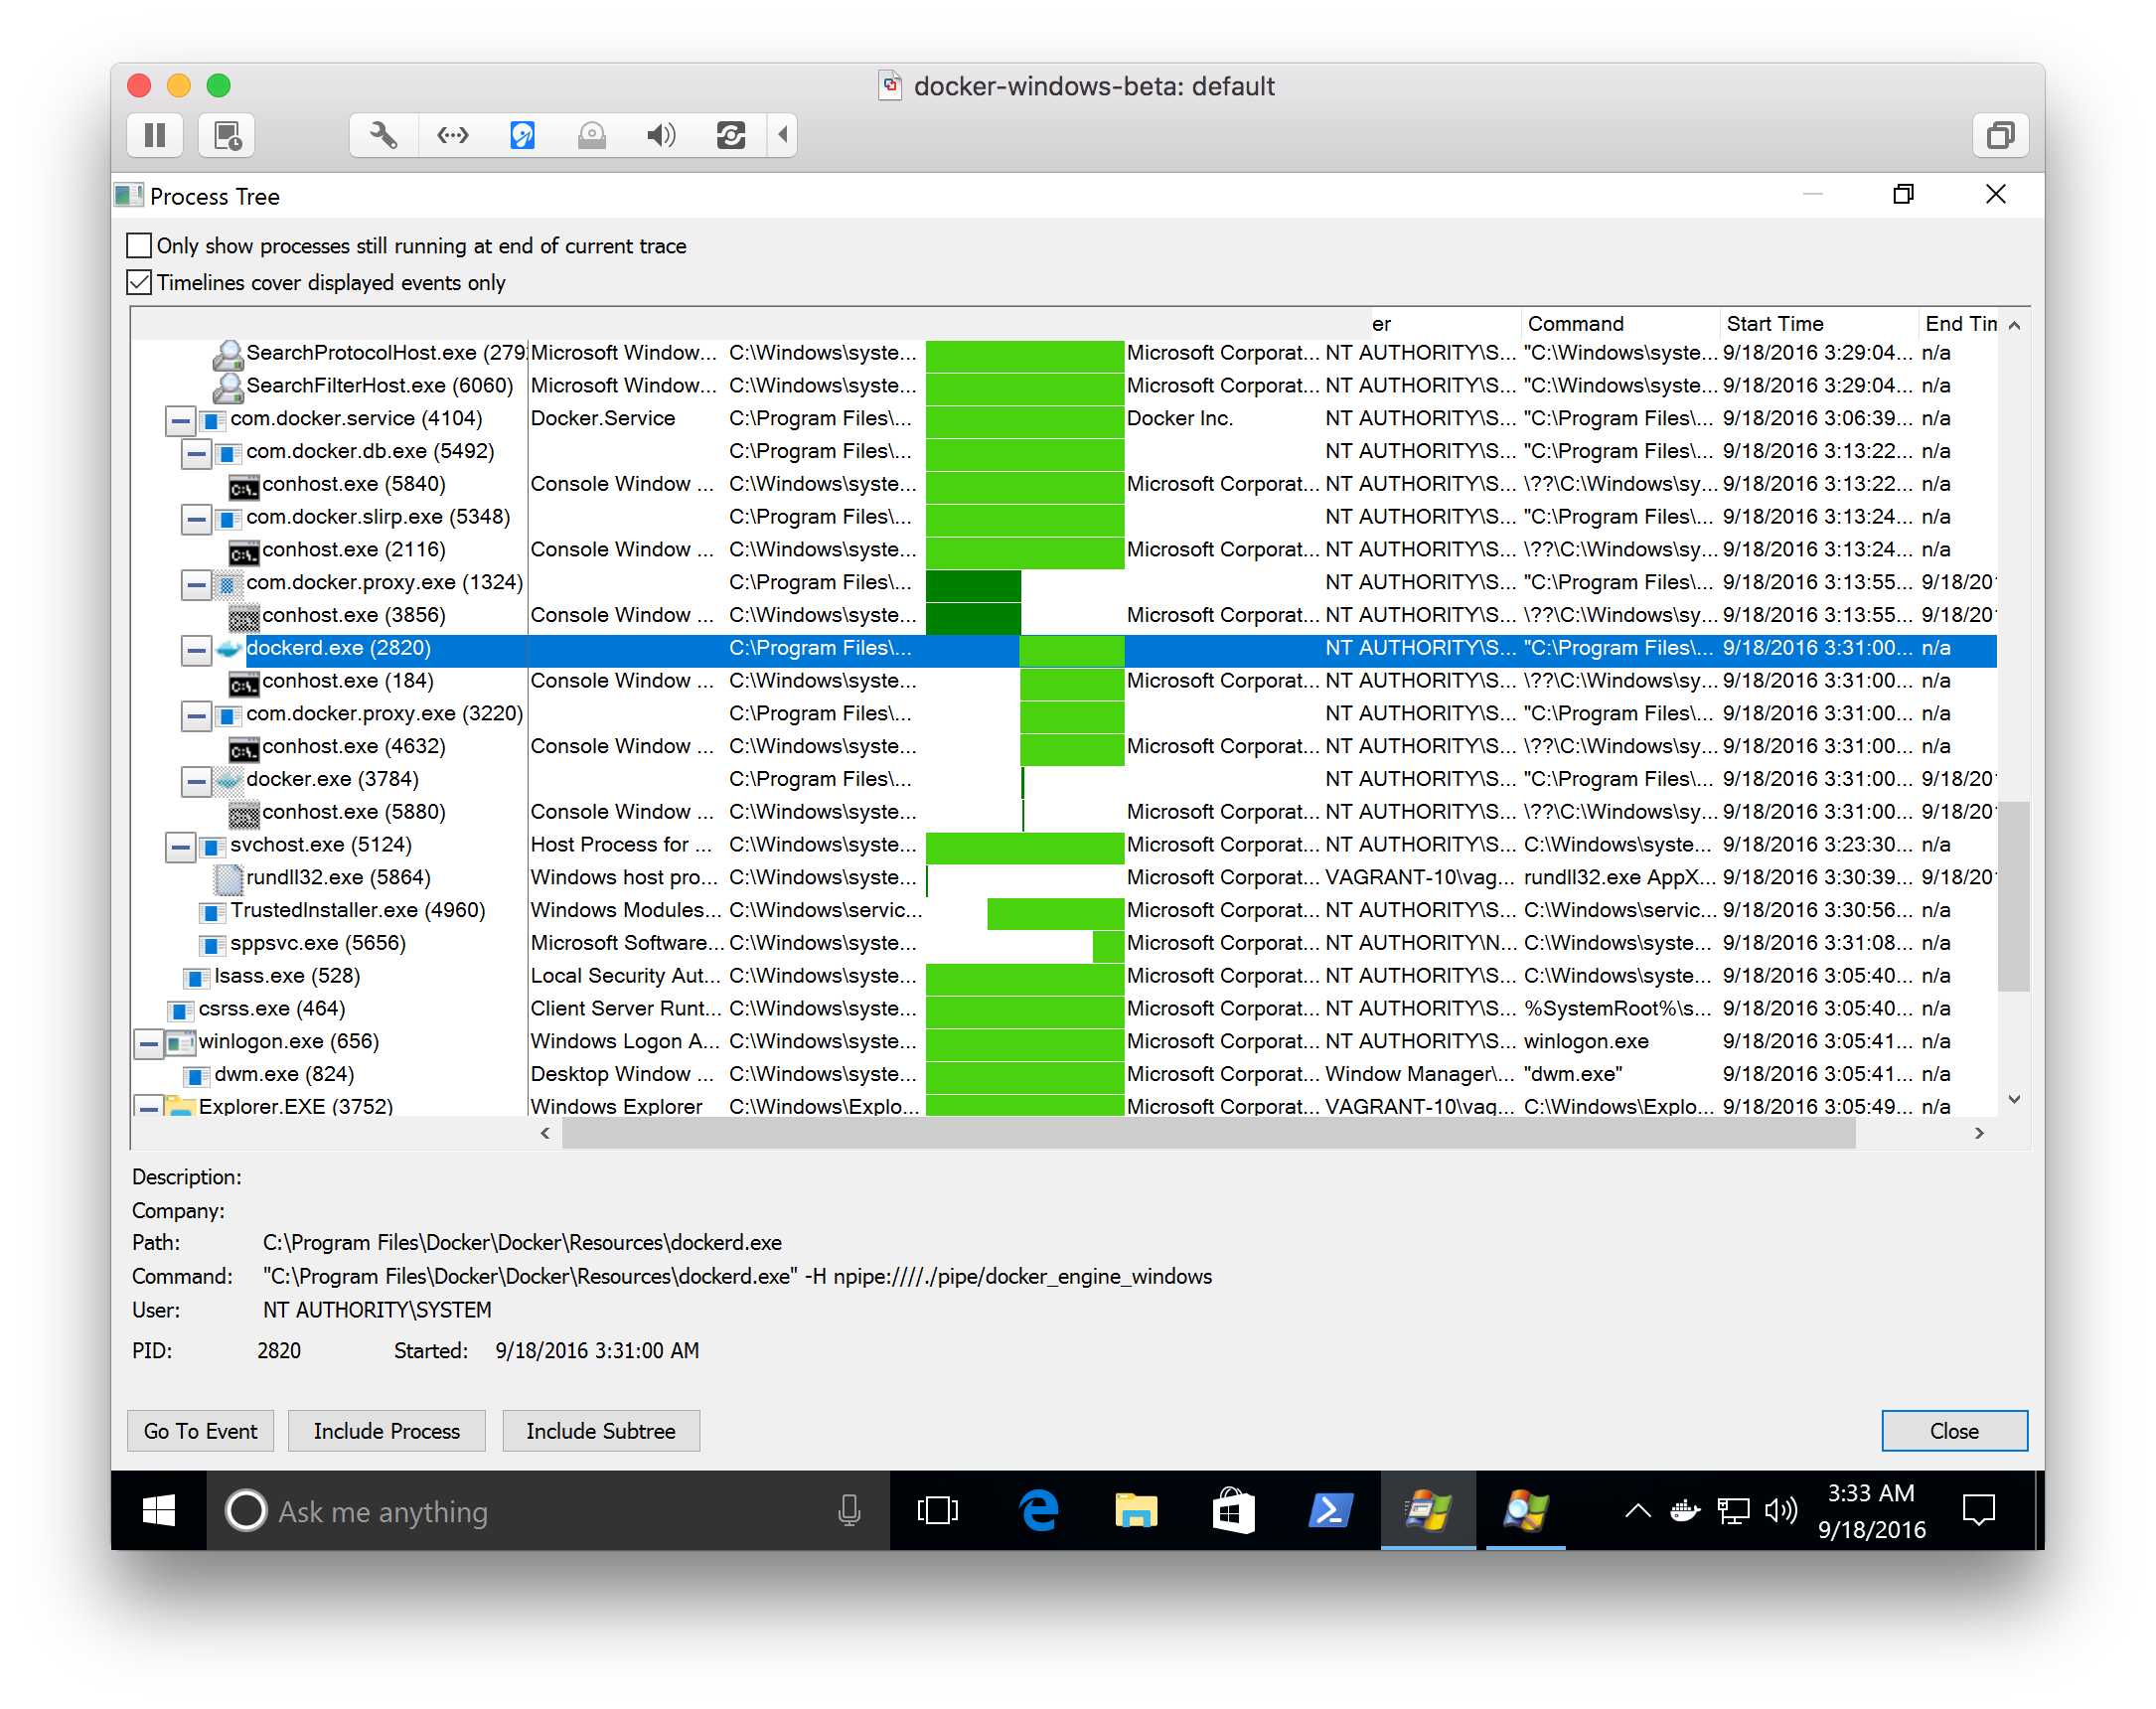 docker-windows-beta: default
Process Tree
Only show processes still running at end of current trace
Timelines cover displayed events only
er Command Start Time End Tim
SearchProtocolHost.exe (279 Microsoft Window... C:\Windows\syste... Microsoft Corporat... NT AUTHORITY\S... "C:\Windows\syste... 9/18/2016 3:29:04... n/a
SearchFilterHost.exe (6060) Microsoft Window... C:\Windows\syste... Microsoft Corporat... NT AUTHORITY\S... "C:\Windows\syste... 9/18/2016 3:29:04... n/a
com.docker.service (4104) Docker.Service C:\Program Files\... Docker Inc. NT AUTHORITY\S... "C:\Program Files\... 9/18/2016 3:06:39... n/a
com.docker.db.exe (5492) C:\Program Files\... NT AUTHORITY\S... "C:\Program Files\... 9/18/2016 3:13:22... n/a
conhost.exe (5840) Console Window ... C:\Windows\syste... Microsoft Corporat... NT AUTHORITY\S... \??\C:\Windows\sy... 9/18/2016 3:13:22... n/a
com.docker.slirp.exe (5348) C:\Program Files\... NT AUTHORITY\S... "C:\Program Files\... 9/18/2016 3:13:24... n/a
conhost.exe (2116) Console Window ... C:\Windows\syste... Microsoft Corporat... NT AUTHORITY\S... \??\C:\Windows\sy... 9/18/2016 3:13:24... n/a
com.docker.proxy.exe (1324) C:\Program Files\... NT AUTHORITY\S... "C:\Program Files\... 9/18/2016 3:13:55... 9/18/20
conhost.exe (3856) Console Window ... C:\Windows\syste... Microsoft Corporat... NT AUTHORITY\S... \??\C:\Windows\sy... 9/18/2016 3:13:55... 9/18/20
dockerd.exe (2820) C:\Program Files\... NT AUTHORITY\S... "C:\Program Files\... 9/18/2016 3:31:00... n/a
conhost.exe (184) Console Window ... C:\Windows\syste... Microsoft Corporat... NT AUTHORITY\S... \??\C:\Windows\sy... 9/18/2016 3:31:00... n/a
com.docker.proxy.exe (3220) C:\Program Files\... NT AUTHORITY\S... "C:\Program Files\... 9/18/2016 3:31:00... n/a
conhost.exe (4632) Console Window ... C:\Windows\syste... Microsoft Corporat... NT AUTHORITY\S... \??\C:\Windows\sy... 9/18/2016 3:31:00... n/a
docker.exe (3784) C:\Program Files\... NT AUTHORITY\S... "C:\Program Files\... 9/18/2016 3:31:00... 9/18/20
conhost.exe (5880) Console Window ... C:\Windows\syste... Microsoft Corporat... NT AUTHORITY\S... \??\C:\Windows\sy... 9/18/2016 3:31:00... 9/18/20
svchost.exe (5124) Host Process for ... C:\Windows\syste... Microsoft Corporat... NT AUTHORITY\S... C:\Windows\syste... 9/18/2016 3:23:30... n/a
rundll32.exe (5864) Windows host pro... C:\Windows\syste... Microsoft Corporat... VAGRANT-10\vag... rundll32.exe AppX... 9/18/2016 3:30:39... 9/18/20
TrustedInstaller.exe (4960) Windows Modules... C:\Windows\servic... Microsoft Corporat... NT AUTHORITY\S... C:\Windows\servic... 9/18/2016 3:30:56... n/a
sppsvc.exe (5656) Microsoft Software... C:\Windows\syste... Microsoft Corporat... NT AUTHORITY\N... C:\Windows\syste... 9/18/2016 3:31:08... n/a
lsass.exe (528) Local Security Aut... C:\Windows\syste... Microsoft Corporat... NT AUTHORITY\S... C:\Windows\syste... 9/18/2016 3:05:40... n/a
csrss.exe (464) Client Server Runt... C:\Windows\syste... Microsoft Corporat... NT AUTHORITY\S... %SystemRoot%\s... 9/18/2016 3:05:40... n/a
winlogon.exe (656) Windows Logon A... C:\Windows\syste... Microsoft Corporat... NT AUTHORITY\S... winlogon.exe 9/18/2016 3:05:41... n/a
dwm.exe (824) Desktop Window ... C:\Windows\syste... Microsoft Corporat... Window Manager\... "dwm.exe" 9/18/2016 3:05:41... n/a
Explorer.EXE (3752) Windows Explorer C:\Windows\Explo... Microsoft Corporat... VAGRANT-10\vag... C:\Windows\Explo... 9/18/2016 3:05:49... n/a
Description:
Company:
Path: C:\Program Files\Docker\Docker\Resources\dockerd.exe
Command: "C:\Program Files\Docker\Docker\Resources\dockerd.exe" -H npipe:////./pipe/docker_engine_windows
User: NT AUTHORITY\SYSTEM
PID: 2820 Started: 9/18/2016 3:31:00 AM
Go To Event Include Process Include Subtree Close
Ask me anything
3:33 AM
9/18/2016